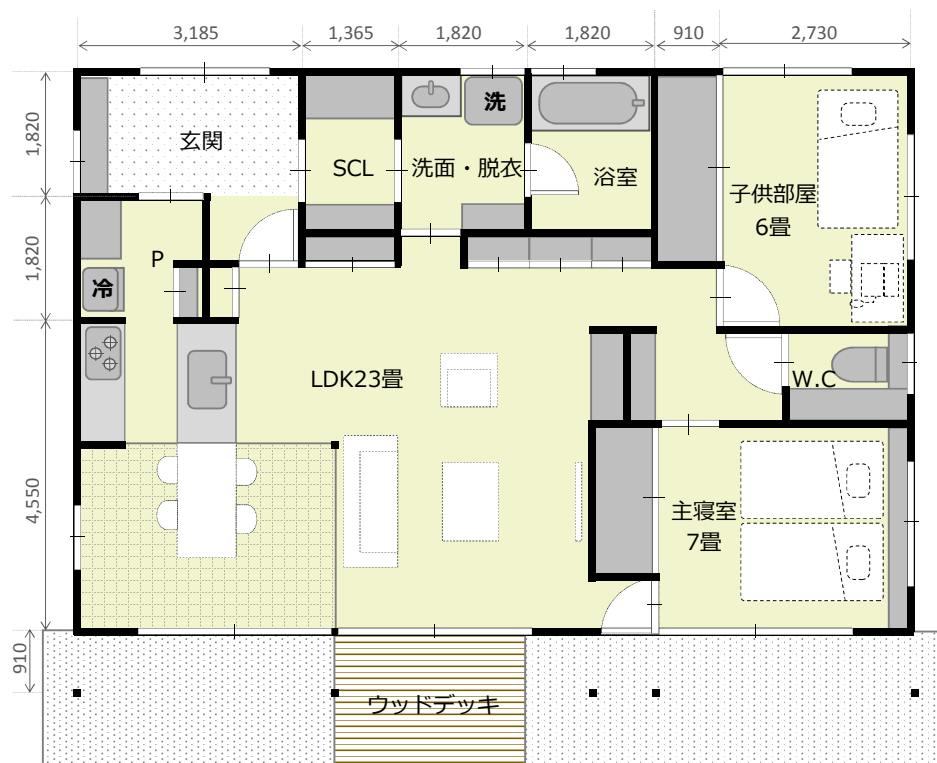 3,185
1,365
1,820
1,820
910
2,730
1,820
1,820
4,550
910
玄関
SCL
洗面・脱衣
洗
浴室
子供部屋
6畳
P
冷
LDK23畳
W.C
主寝室
7畳
ウッドデッキ